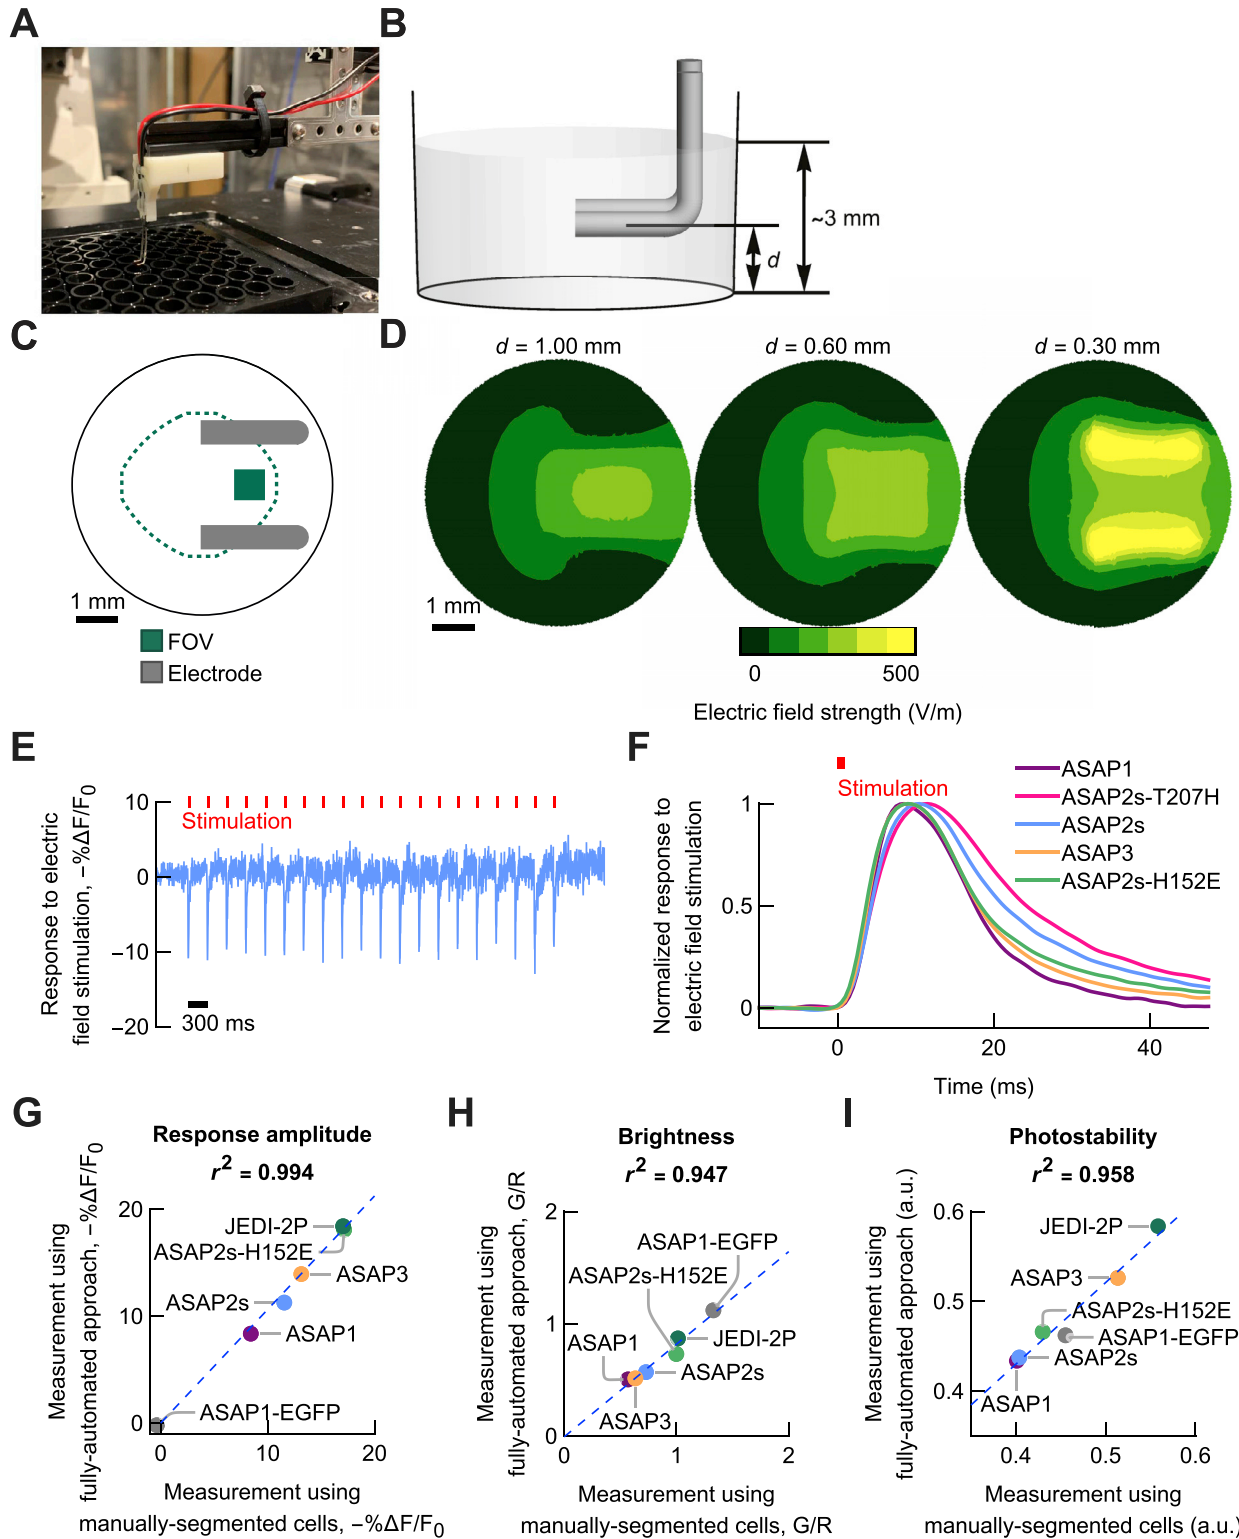 A
B
~3 mm
d
C
D
d = 1.00 mm
d = 0.60 mm
d = 0.30 mm
1 mm
FOV
Electrode
1 mm
0
500
Electric field strength (V/m)
E
Response to electric
field stimulation, −%ΔF/F0
10
0
−10
−20
Stimulation
300 ms
F
Normalized response to
electric field stimulation
1
0.5
0
Stimulation
ASAP1
ASAP2s-T207H
ASAP2s
ASAP3
ASAP2s-H152E
0
20
40
Time (ms)
G
Response amplitude
r2 = 0.994
Measurement using
fully-automated approach, −%ΔF/F0
20
10
0
JEDI-2P
ASAP2s-H152E
ASAP3
ASAP2s
ASAP1
ASAP1-EGFP
0
10
20
Measurement using
manually-segmented cells, −%ΔF/F0
H
Brightness
r2 = 0.947
Measurement using
fully-automated approach, G/R
2
1
0
ASAP1-EGFP
ASAP2s-H152E
ASAP1
JEDI-2P
ASAP2s
ASAP3
0
1
2
Measurement using
manually-segmented cells, G/R
I
Photostability
r2 = 0.958
Measurement using
fully-automated approach (a.u.)
0.6
0.5
0.4
JEDI-2P
ASAP3
ASAP2s-H152E
ASAP1-EGFP
ASAP2s
ASAP1
0.4
0.5
0.6
Measurement using
manually-segmented cells (a.u.)